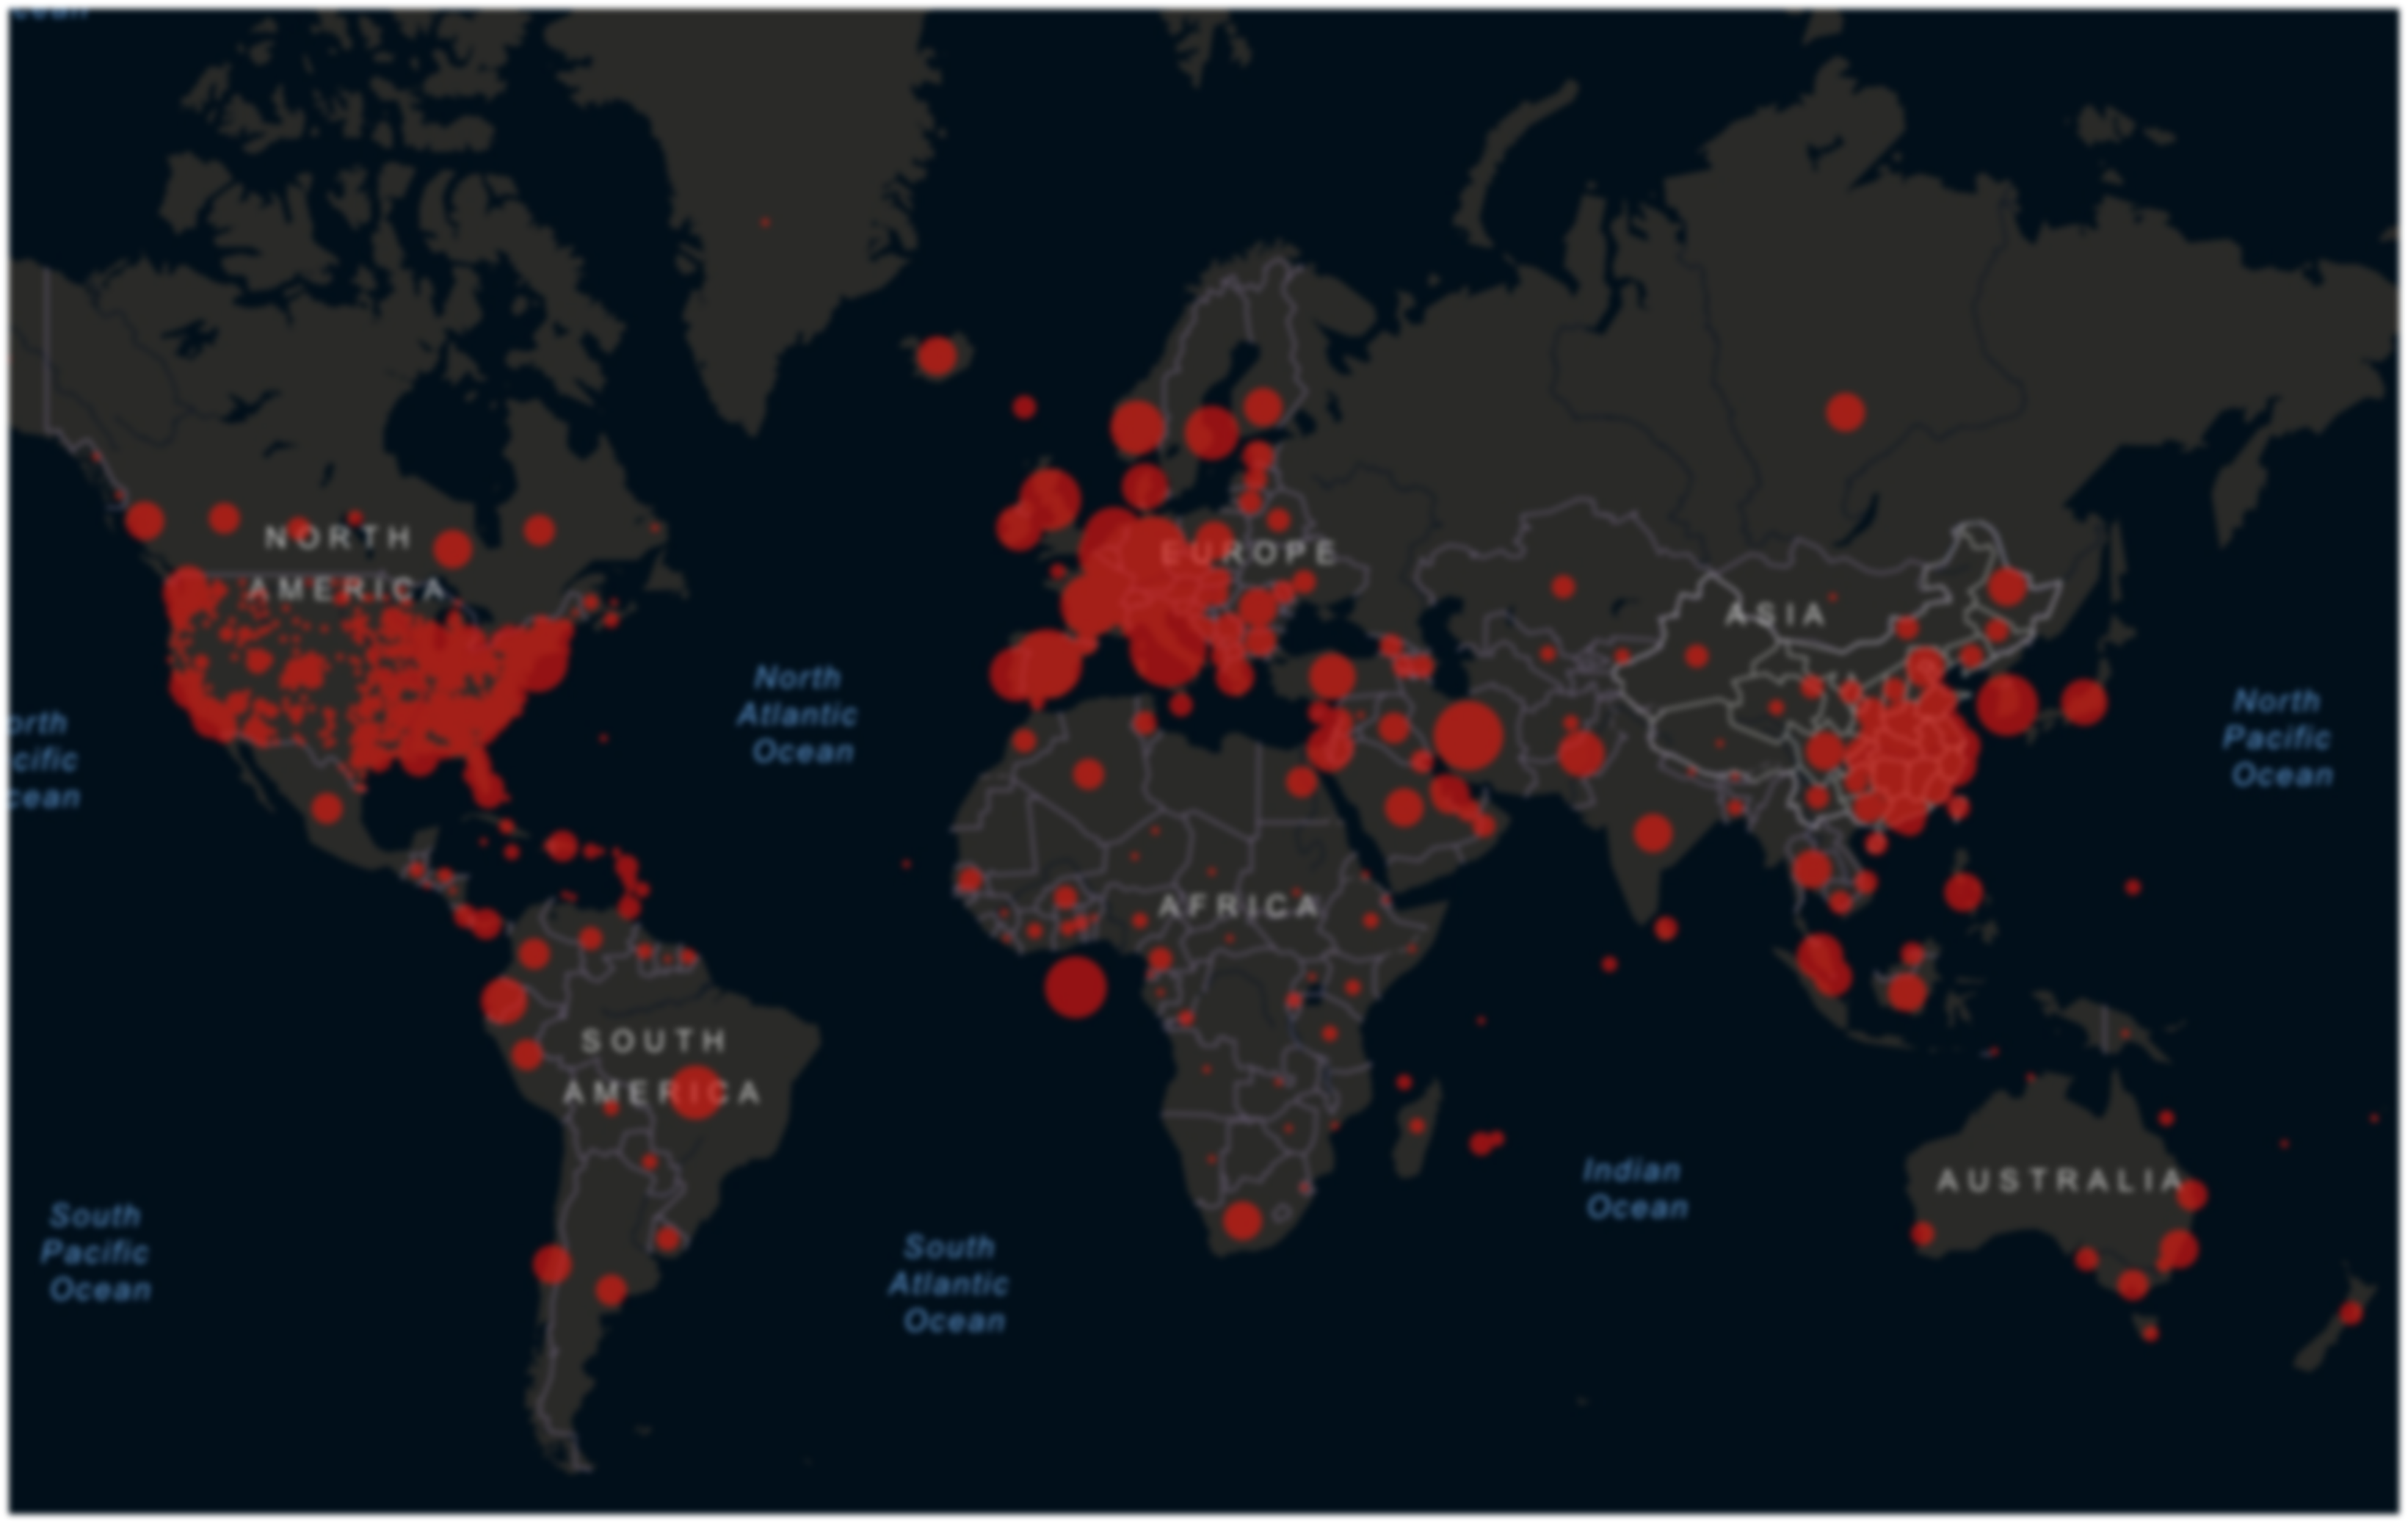 NORTH
AMERICA
EUROPE
ASIA
North
Atlantic
Ocean
North
Pacific
Ocean
orth
cific
cean
AFRICA
SOUTH
AMERICA
Indian
Ocean
AUSTRALIA
South
Pacific
Ocean
South
Atlantic
Ocean